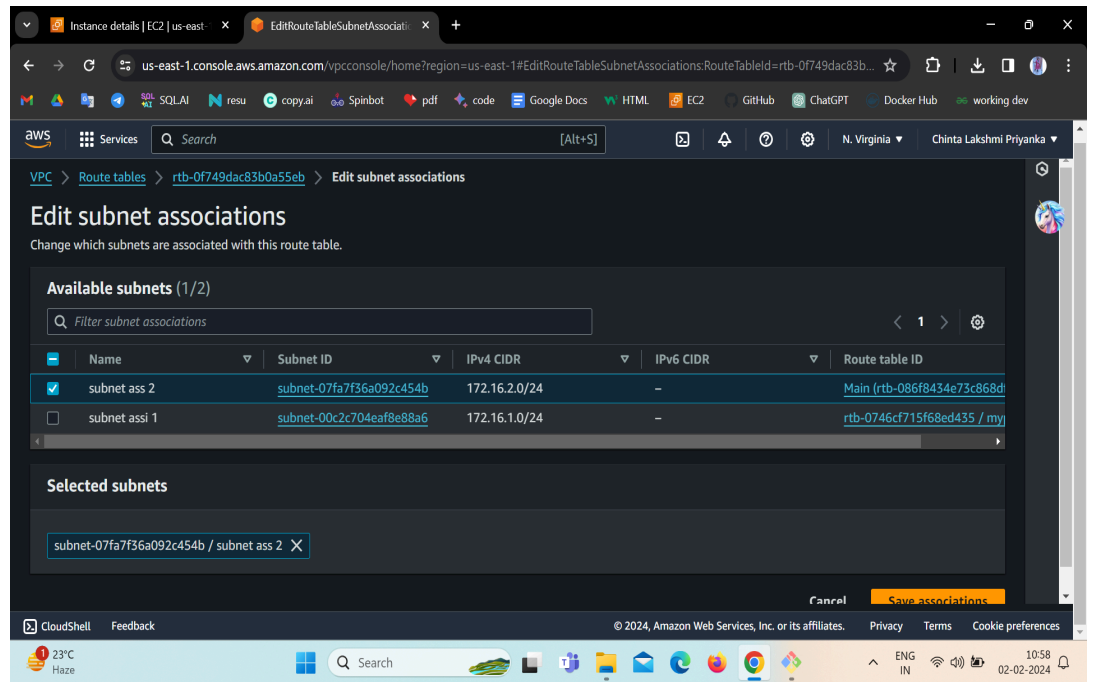 Instance details | EC2 | us-east-
EditRouteTableSubnetAssociatic
us-east-1.console.aws.amazon.com/vpcconsole/home?region=us-east-1#EditRouteTableSubnetAssociations:RouteTableId=rtb-0f749dac83b...
SQL AI SQL.AI resu copy.ai Spinbot pdf code Google Docs HTML EC2 GitHub ChatGPT Docker Hub working dev
aws Services Search [Alt+S] N. Virginia Chinta Lakshmi Priyanka
VPC Route tables rtb-0f749dac83b0a55eb Edit subnet associations
Edit subnet associations
Change which subnets are associated with this route table.
Available subnets (1/2)
Filter subnet associations 1
Name Subnet ID IPv4 CIDR IPv6 CIDR Route table ID
subnet ass 2 subnet-07fa7f36a092c454b 172.16.2.0/24 – Main (rtb-086f8434e73c868d
subnet assi 1 subnet-00c2c704eaf8e88a6 172.16.1.0/24 – rtb-0746cf715f68ed435 / my
Selected subnets
subnet-07fa7f36a092c454b / subnet ass 2
Cancel Save associations
CloudShell Feedback © 2024, Amazon Web Services, Inc. or its affiliates. Privacy Terms Cookie preferences
1 23°C
Haze
Search
ENG
IN
10:58
02-02-2024